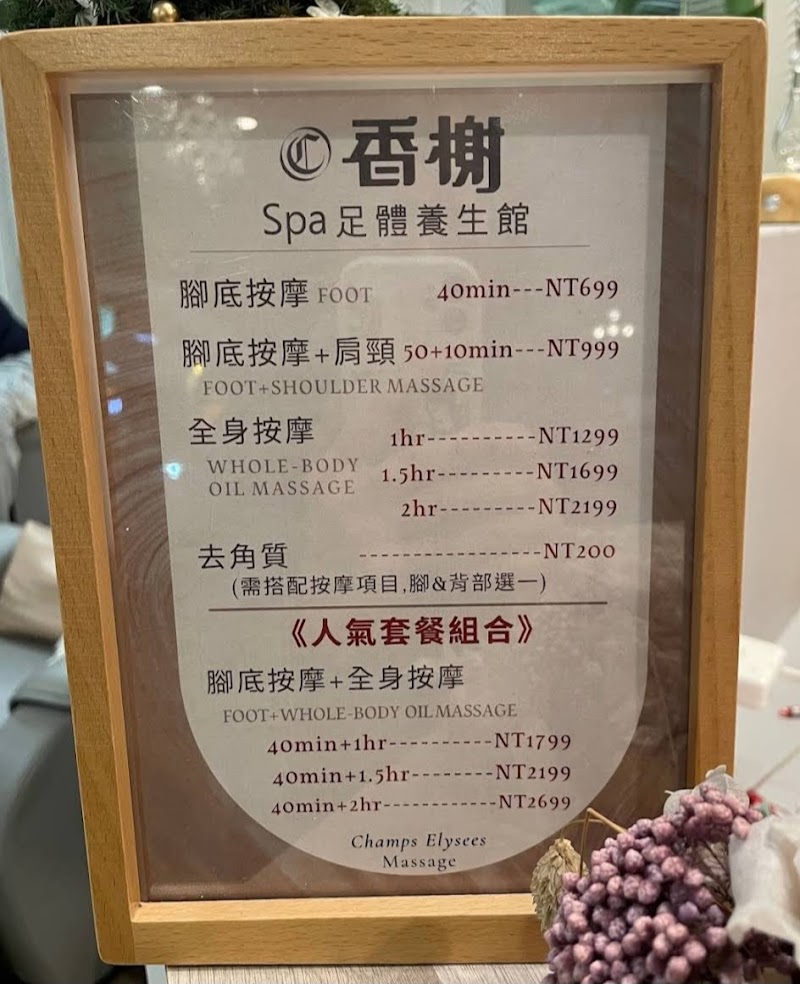 C 香榭
Spa 足體養生館
腳底按摩 FOOT 40min---NT699
腳底按摩+肩頸 50+10min---NT999
FOOT+SHOULDER MASSAGE
全身按摩 1hr----------NT1299
WHOLE-BODY OIL MASSAGE 1.5hr---------NT1699
2hr---------NT2199
去角質 ----------------NT200
(需搭配按摩項目,腳&背部選一)
《人氣套餐組合》
腳底按摩+全身按摩
FOOT+WHOLE-BODY OIL MASSAGE
40min+1hr----------NT1799
40min+1.5hr--------NT2199
40min+2hr-----------NT2699
Champs Elysees
Massage